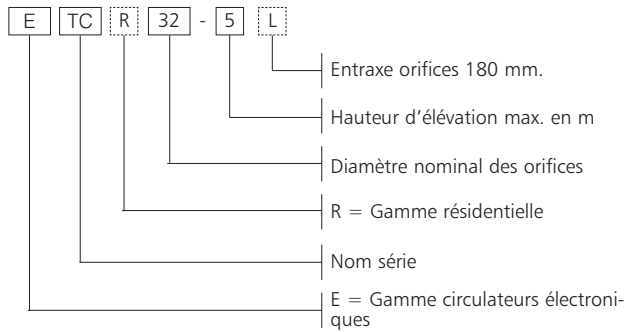 E TC R 32 - 5 L
Entraxe orifices 180 mm.
Hauteur d'élévation max. en m
Diamètre nominal des orifices
R = Gamme résidentielle
Nom série
E = Gamme circulateurs électroni-
ques